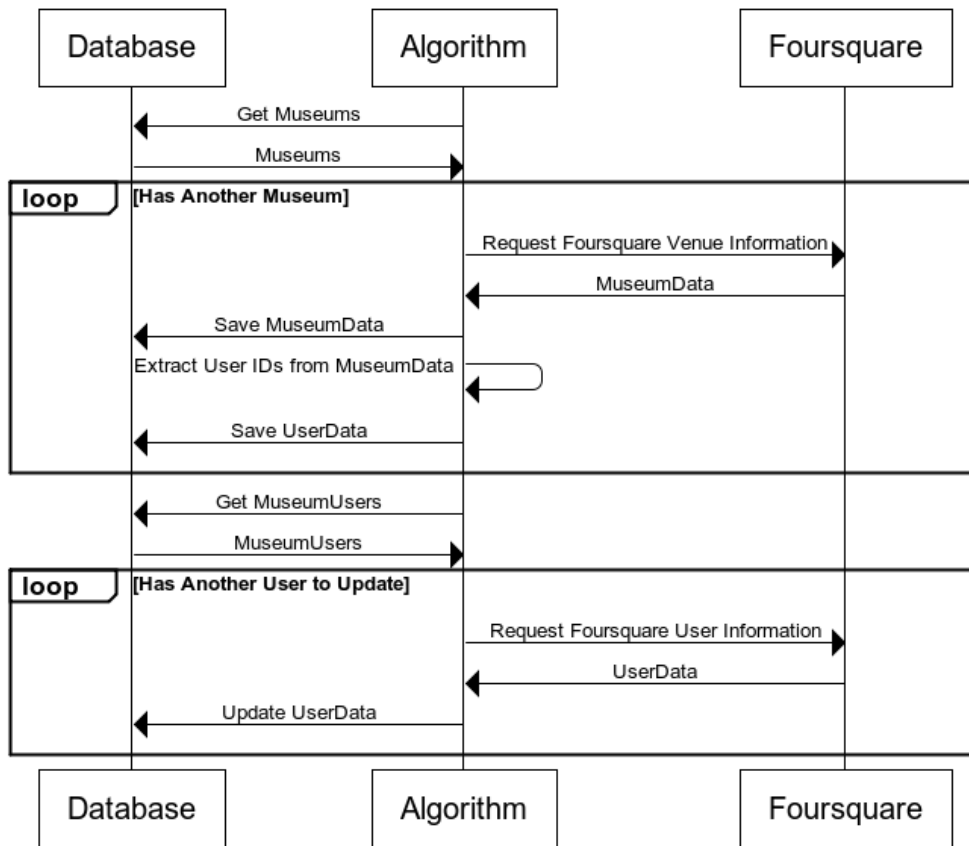 Database Algorithm Foursquare
Get Museums
Museums
loop [Has Another Museum]
Request Foursquare Venue Information
MuseumData
Save MuseumData
Extract User IDs from MuseumData
Save UserData
Get MuseumUsers
MuseumUsers
loop [Has Another User to Update]
Request Foursquare User Information
UserData
Update UserData
Database Algorithm Foursquare